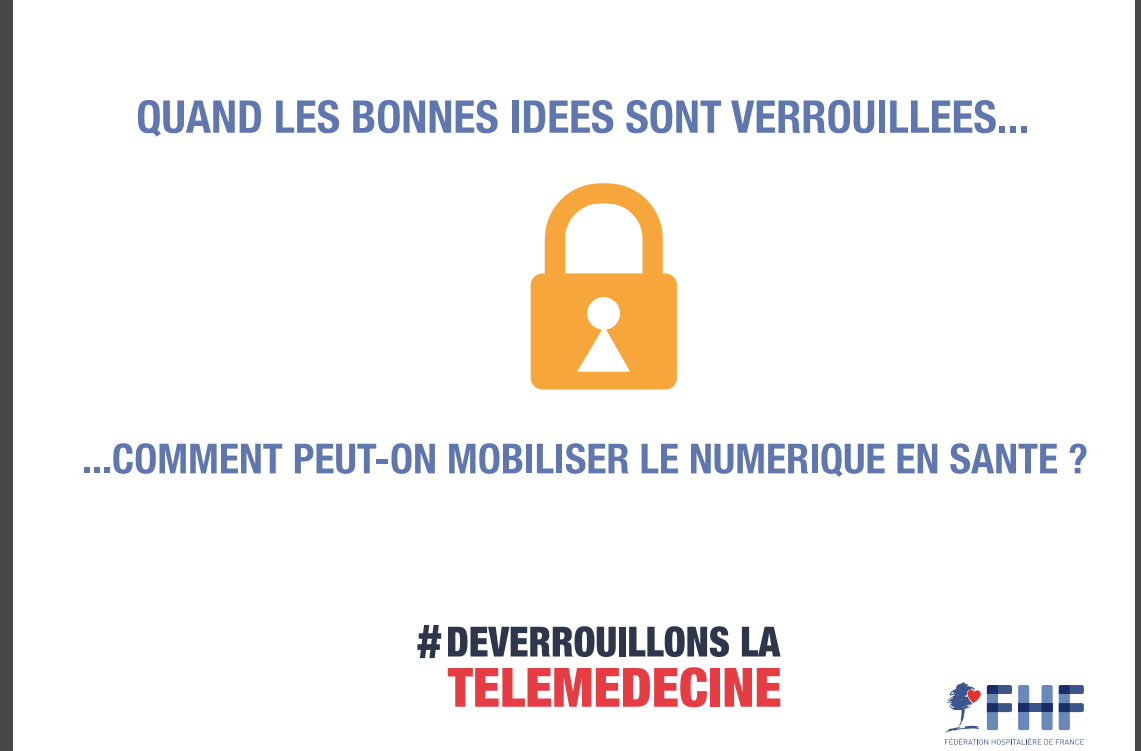 QUAND LES BONNES IDEES SONT VERROUILLEES...
...COMMENT PEUT-ON MOBILISER LE NUMERIQUE EN SANTE ?
# DEVERROUILLONS LA
TELEMEDECINE
FHF
FÉDÉRATION HOSPITALIÈRE DE FRANCE